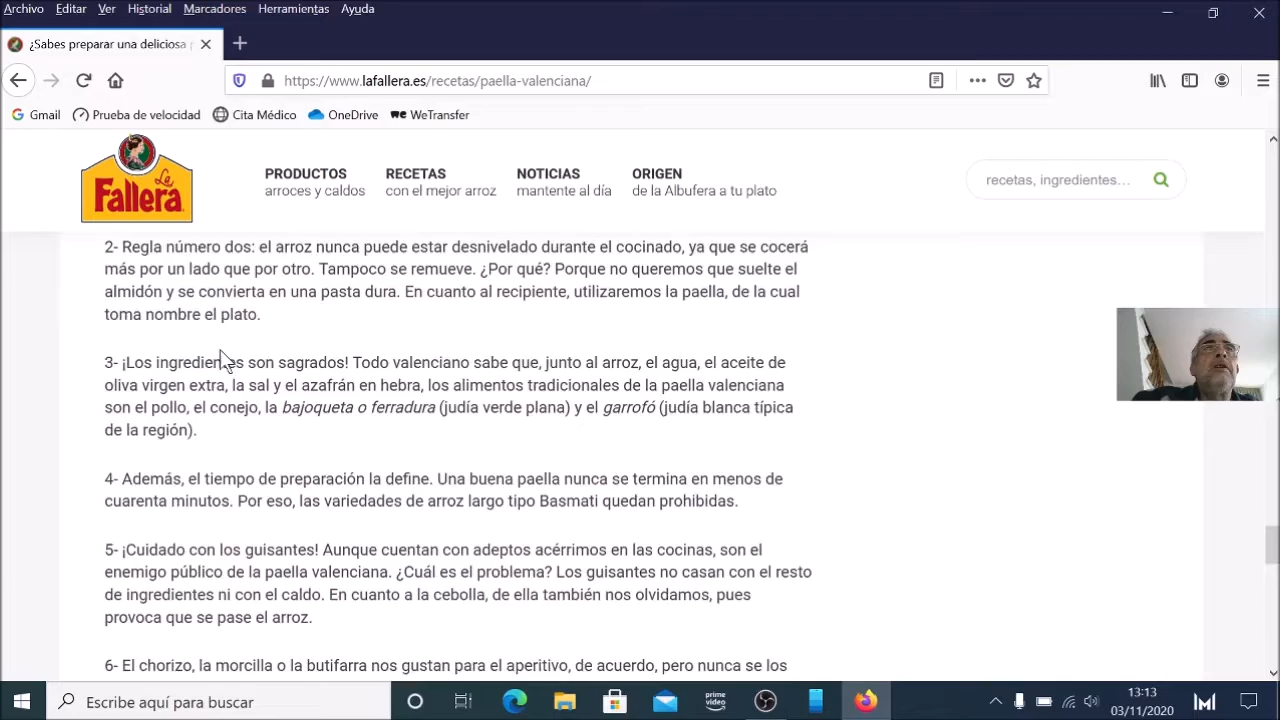 Archivo Editar Ver Historial Marcadores Herramientas Ayuda
¿Sabes preparar una deliciosa
https://www.lafallera.es/recetas/paella-valenciana/
Gmail Prueba de velocidad Cita Médico OneDrive WeTransfer
La Fallera
PRODUCTOS RECETAS NOTICIAS ORIGEN
arroces y caldos con el mejor arroz mantente al día de la Albufera a tu plato
recetas, ingredientes...
2- Regla número dos: el arroz nunca puede estar desnivelado durante el cocinado, ya que se cocerá
más por un lado que por otro. Tampoco se remueve. ¿Por qué? Porque no queremos que suelte el
almidón y se convierta en una pasta dura. En cuanto al recipiente, utilizaremos la paella, de la cual
toma nombre el plato.
3- ¡Los ingredientes son sagrados! Todo valenciano sabe que, junto al arroz, el agua, el aceite de
oliva virgen extra, la sal y el azafrán en hebra, los alimentos tradicionales de la paella valenciana
son el pollo, el conejo, la bajoqueta o ferradura (judía verde plana) y el garrofó (judía blanca típica
de la región).
4- Además, el tiempo de preparación la define. Una buena paella nunca se termina en menos de
cuarenta minutos. Por eso, las variedades de arroz largo tipo Basmati quedan prohibidas.
5- ¡Cuidado con los guisantes! Aunque cuentan con adeptos acérrimos en las cocinas, son el
enemigo público de la paella valenciana. ¿Cuál es el problema? Los guisantes no casan con el resto
de ingredientes ni con el caldo. En cuanto a la cebolla, de ella también nos olvidamos, pues
provoca que se pase el arroz.
6- El chorizo, la morcilla o la butifarra nos gustan para el aperitivo, de acuerdo, pero nunca se los
Escribe aquí para buscar
prime video
13:13
03/11/2020